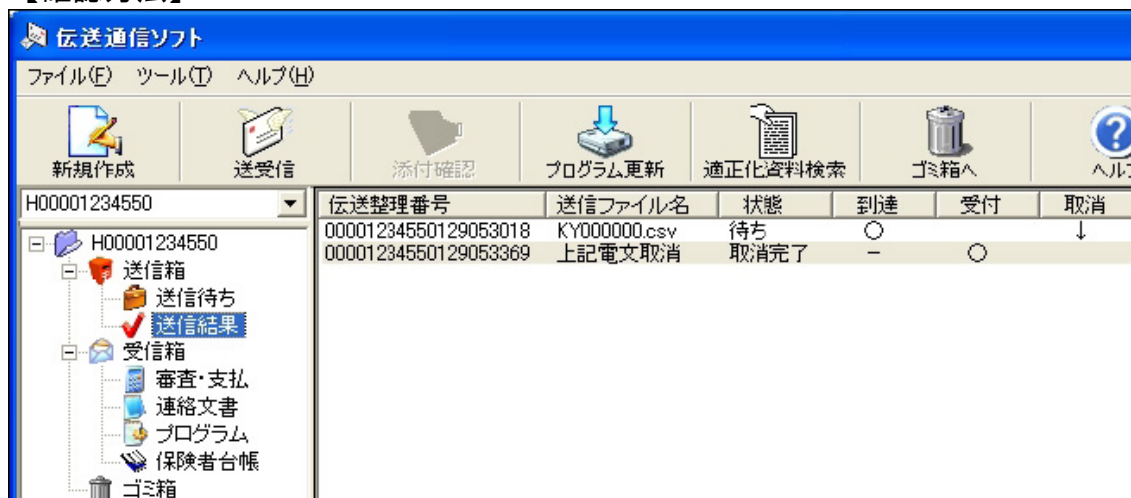 伝送通信ソフト
ファイル(F) ツール(T) ヘルプ(H)
新規作成 送受信 添付確認 プログラム更新 適正化資料検索 ゴミ箱へ
H00001234550
伝送整理番号 送信ファイル名 状態 到達 受付 取消
000012345500129053018 KY000000.csv 待ち ○ ↓
000012345500129053369 上記電文取消 取消完了 － ○
H00001234550
送信箱
送信待ち
送信結果
受信箱
審査・支払
連絡文書
プログラム
保険者台帳
ゴミ箱